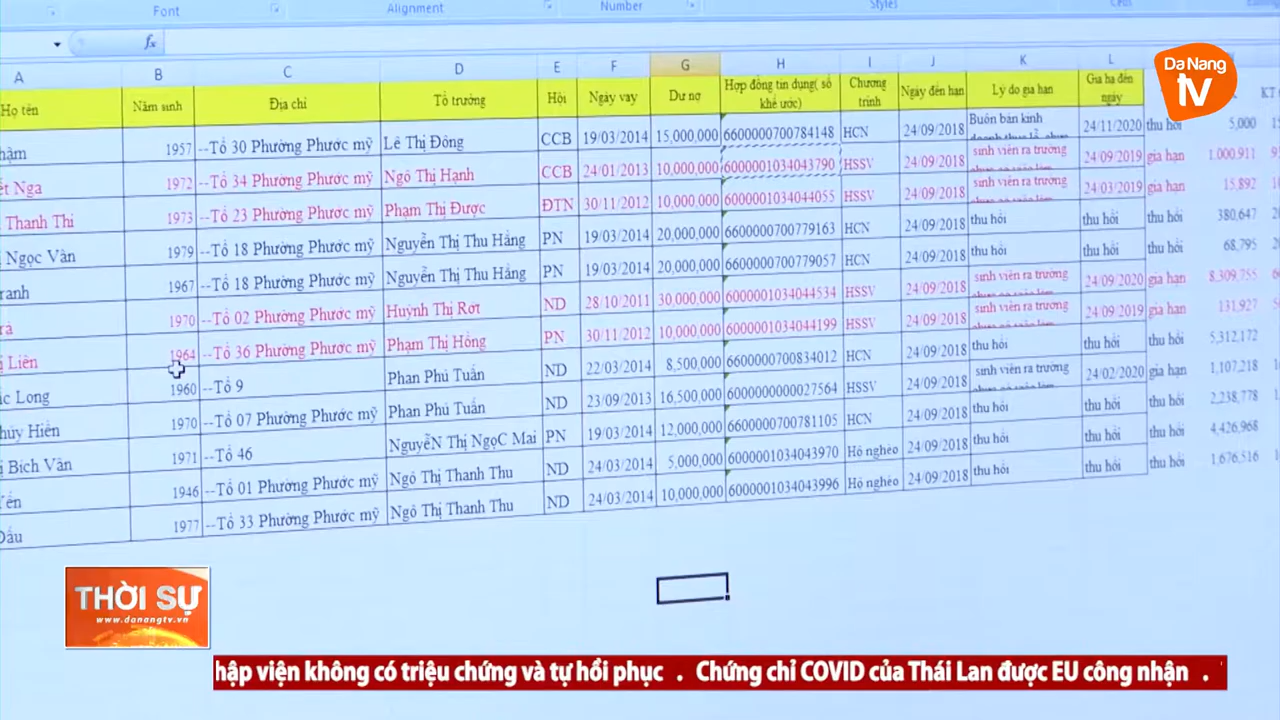 Font Alignment Number Styles
fx
A B C D E F G H I J K L
Họ tên Năm sinh Địa chỉ Tổ trưởng Hội Ngày vay Dư nợ Hợp đồng tín dụng( số khế ước) Chương trình Ngày đến hạn Lý do gia hạn Gia hạ đến ngày
1957 --Tổ 30 Phường Phước mỹ Lê Thị Đông CCB 19/03/2014 15,000,000 6600000700784148 HCN 24/09/2018 Buôn bán kinh 24/11/2020 thu hồi 5,000
ết Nga 1972 --Tổ 34 Phường Phước mỹ Ngô Thị Hạnh CCB 24/01/2013 10,000,000 6600001034043790 HSSV 24/09/2018 sinh viên ra trường 24/09/2019 gia hạn 1,000,911
Thanh Thi 1973 --Tổ 23 Phường Phước mỹ Phạm Thị Được ĐTN 30/11/2012 10,000,000 6000001034044055 HSSV 24/09/2018 sinh viên ra trường 24/03/2019 gia hạn 15,892
Ngọc Vân 1979 --Tổ 18 Phường Phước mỹ Nguyễn Thị Thu Hằng PN 19/03/2014 20,000,000 6600000700779163 HCN 24/09/2018 thu hồi thu hồi thu hồi 380,647
ranh 1967 --Tổ 18 Phường Phước mỹ Nguyễn Thị Thu Hằng PN 19/03/2014 20,000,000 6600000700779057 HCN 24/09/2018 thu hồi thu hồi thu hồi 68,795
rà 1970 --Tổ 02 Phường Phước mỹ Huỳnh Thị Rớt ND 28/10/2011 30,000,000 6000001034044534 HSSV 24/09/2018 sinh viên ra trường 24/09/2020 gia hạn 8,309,755
ị Liên 1964 --Tổ 36 Phường Phước mỹ Phạm Thị Hồng PN 30/11/2012 10,000,000 6000001034044199 HSSV 24/09/2018 sinh viên ra trường 24/09/2019 gia hạn 131,927
ic Long 1960 --Tổ 9 Phan Phú Tuấn ND 22/03/2014 8,500,000 6600000700834012 HCN 24/09/2018 thu hồi thu hồi thu hồi 5,312,172
húy Hiền 1970 --Tổ 07 Phường Phước mỹ Phan Phú Tuấn ND 23/09/2013 16,500,000 6000000000027564 HSSV 24/09/2018 sinh viên ra trường 24/02/2020 gia hạn 1,107,218
ị Bích Vân 1971 --Tổ 46 NguyễN Thị NgọC Mai PN 19/03/2014 12,000,000 6600000700781105 HCN 24/09/2018 thu hồi thu hồi thu hồi 2,238,778
Yến 1946 --Tổ 01 Phường Phước mỹ Ngô Thị Thanh Thu ND 24/03/2014 5,000,000 6000001034043970 Hộ nghèo 24/09/2018 thu hồi thu hồi thu hồi 4,426,968
Đấu 1977 --Tổ 33 Phường Phước mỹ Ngô Thị Thanh Thu ND 24/03/2014 10,000,000 6000001034043996 Hộ nghèo 24/09/2018 thu hồi thu hồi thu hồi 1,676,516
Da Nang
tv
THỜI SỰ
www.danangtv.vn
hập viện không có triệu chứng và tự hồi phục . Chứng chỉ COVID của Thái Lan được EU công nhận .